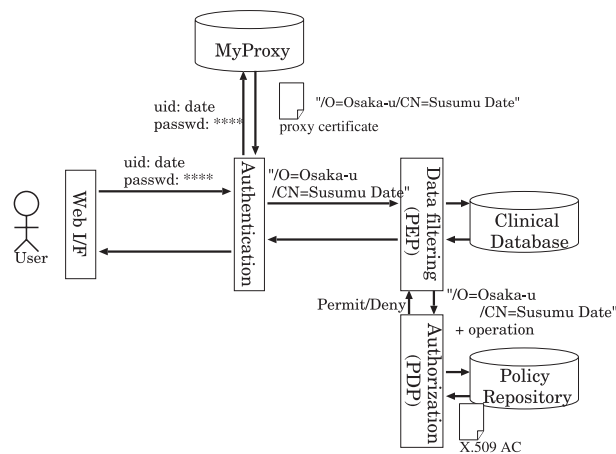 MyProxy
uid: date
passwd: ****
"/O=Osaka-u/CN=Susumu Date"
proxy certificate
uid: date
passwd: ****
"/O=Osaka-u
/CN=Susumu Date"
User
Web I/F
Authentication
Data filtering
(PEP)
Clinical
Database
Permit/Deny
"/O=Osaka-u
/CN=Susumu Date"
+ operation
Authorization
(PDP)
Policy
Repository
X.509 AC